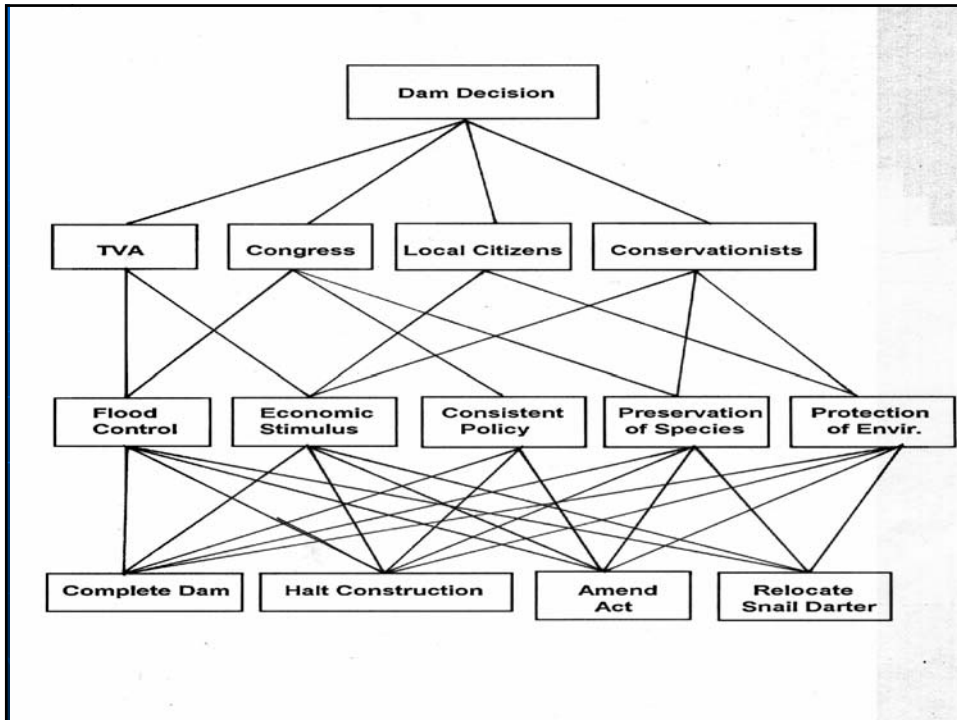 Dam Decision
TVA
Congress
Local Citizens
Conservationists
Flood
Control
Economic
Stimulus
Consistent
Policy
Preservation
of Species
Protection
of Envir.
Complete Dam
Halt Construction
Amend
Act
Relocate
Snail Darter